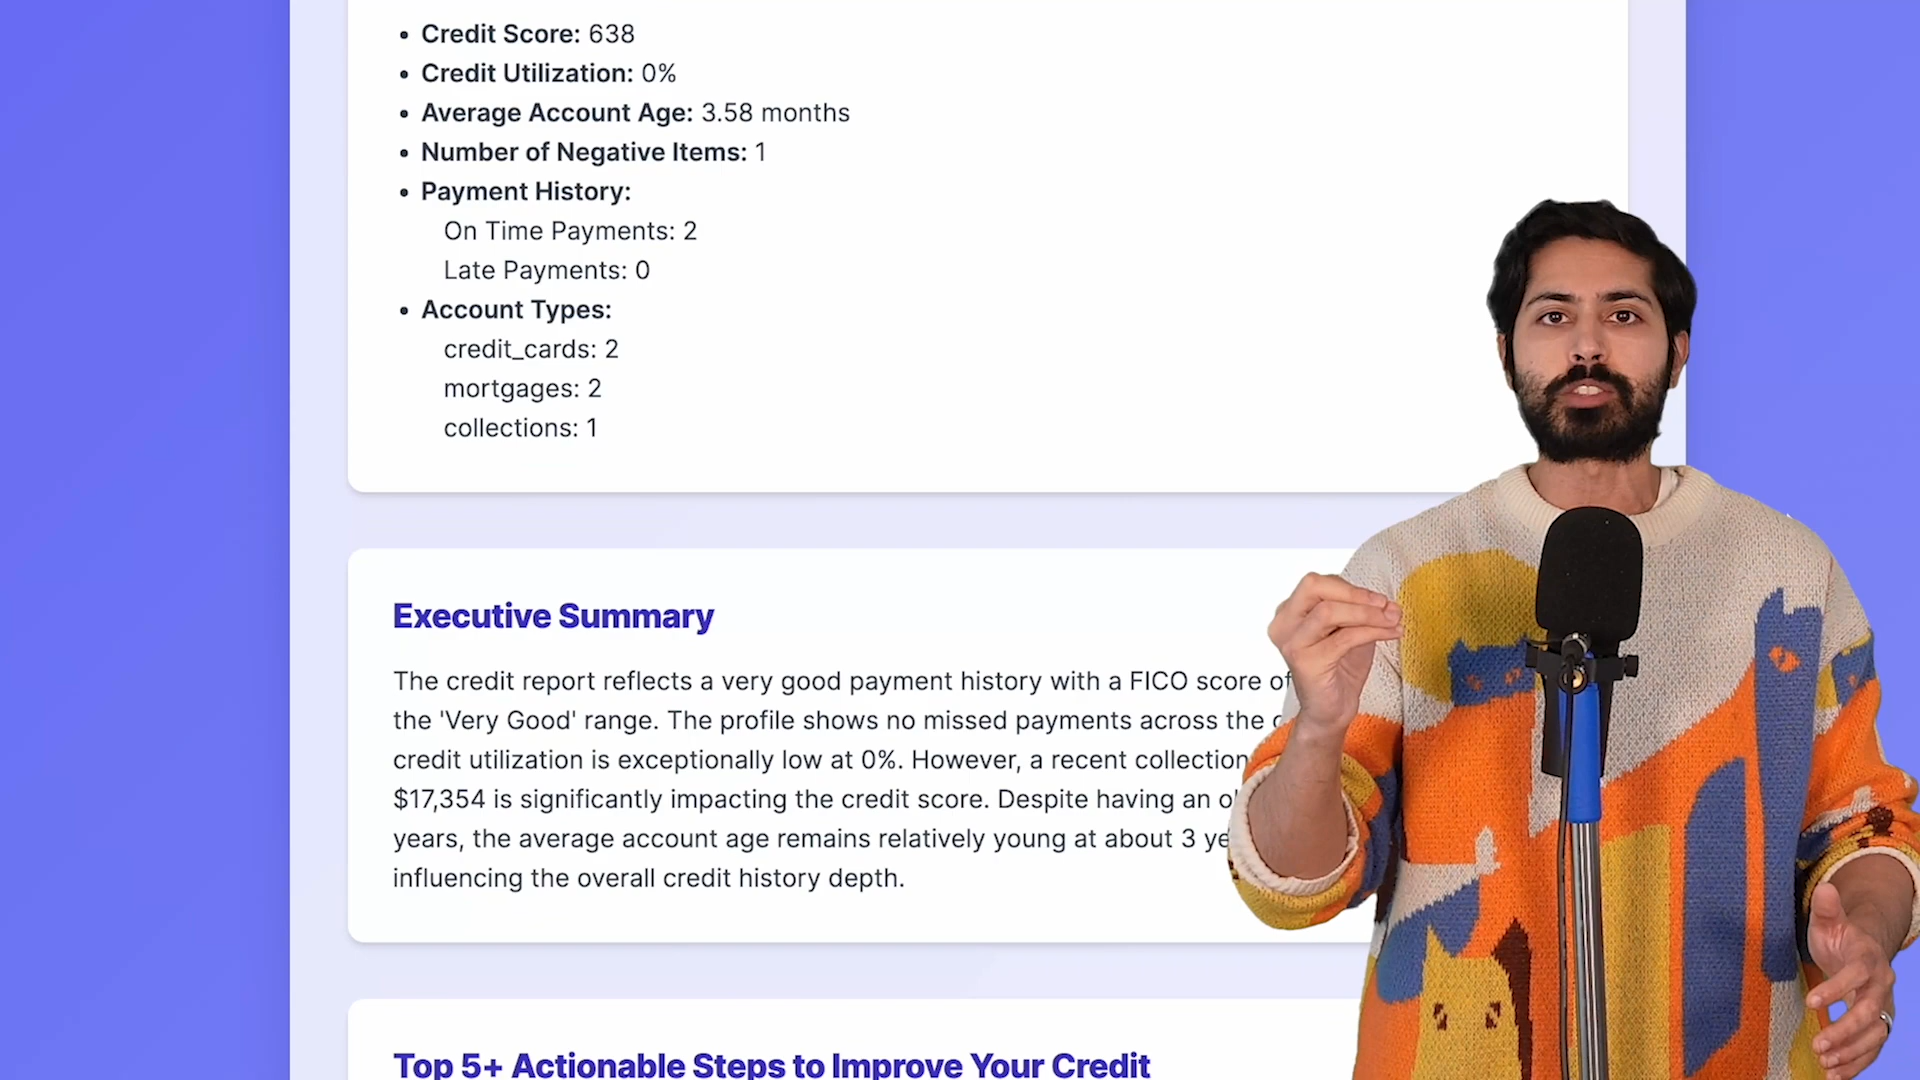 Credit Score: 638
Credit Utilization: 0%
Average Account Age: 3.58 months
Number of Negative Items: 1
Payment History:
On Time Payments: 2
Late Payments: 0
Account Types:
credit_cards: 2
mortgages: 2
collections: 1
Executive Summary
The credit report reflects a very good payment history with a FICO score of
the 'Very Good' range. The profile shows no missed payments across the
credit utilization is exceptionally low at 0%. However, a recent collection
$17,354 is significantly impacting the credit score. Despite having an
years, the average account age remains relatively young at about 3
influencing the overall credit history depth.
Top 5+ Actionable Steps to Improve Your Credit